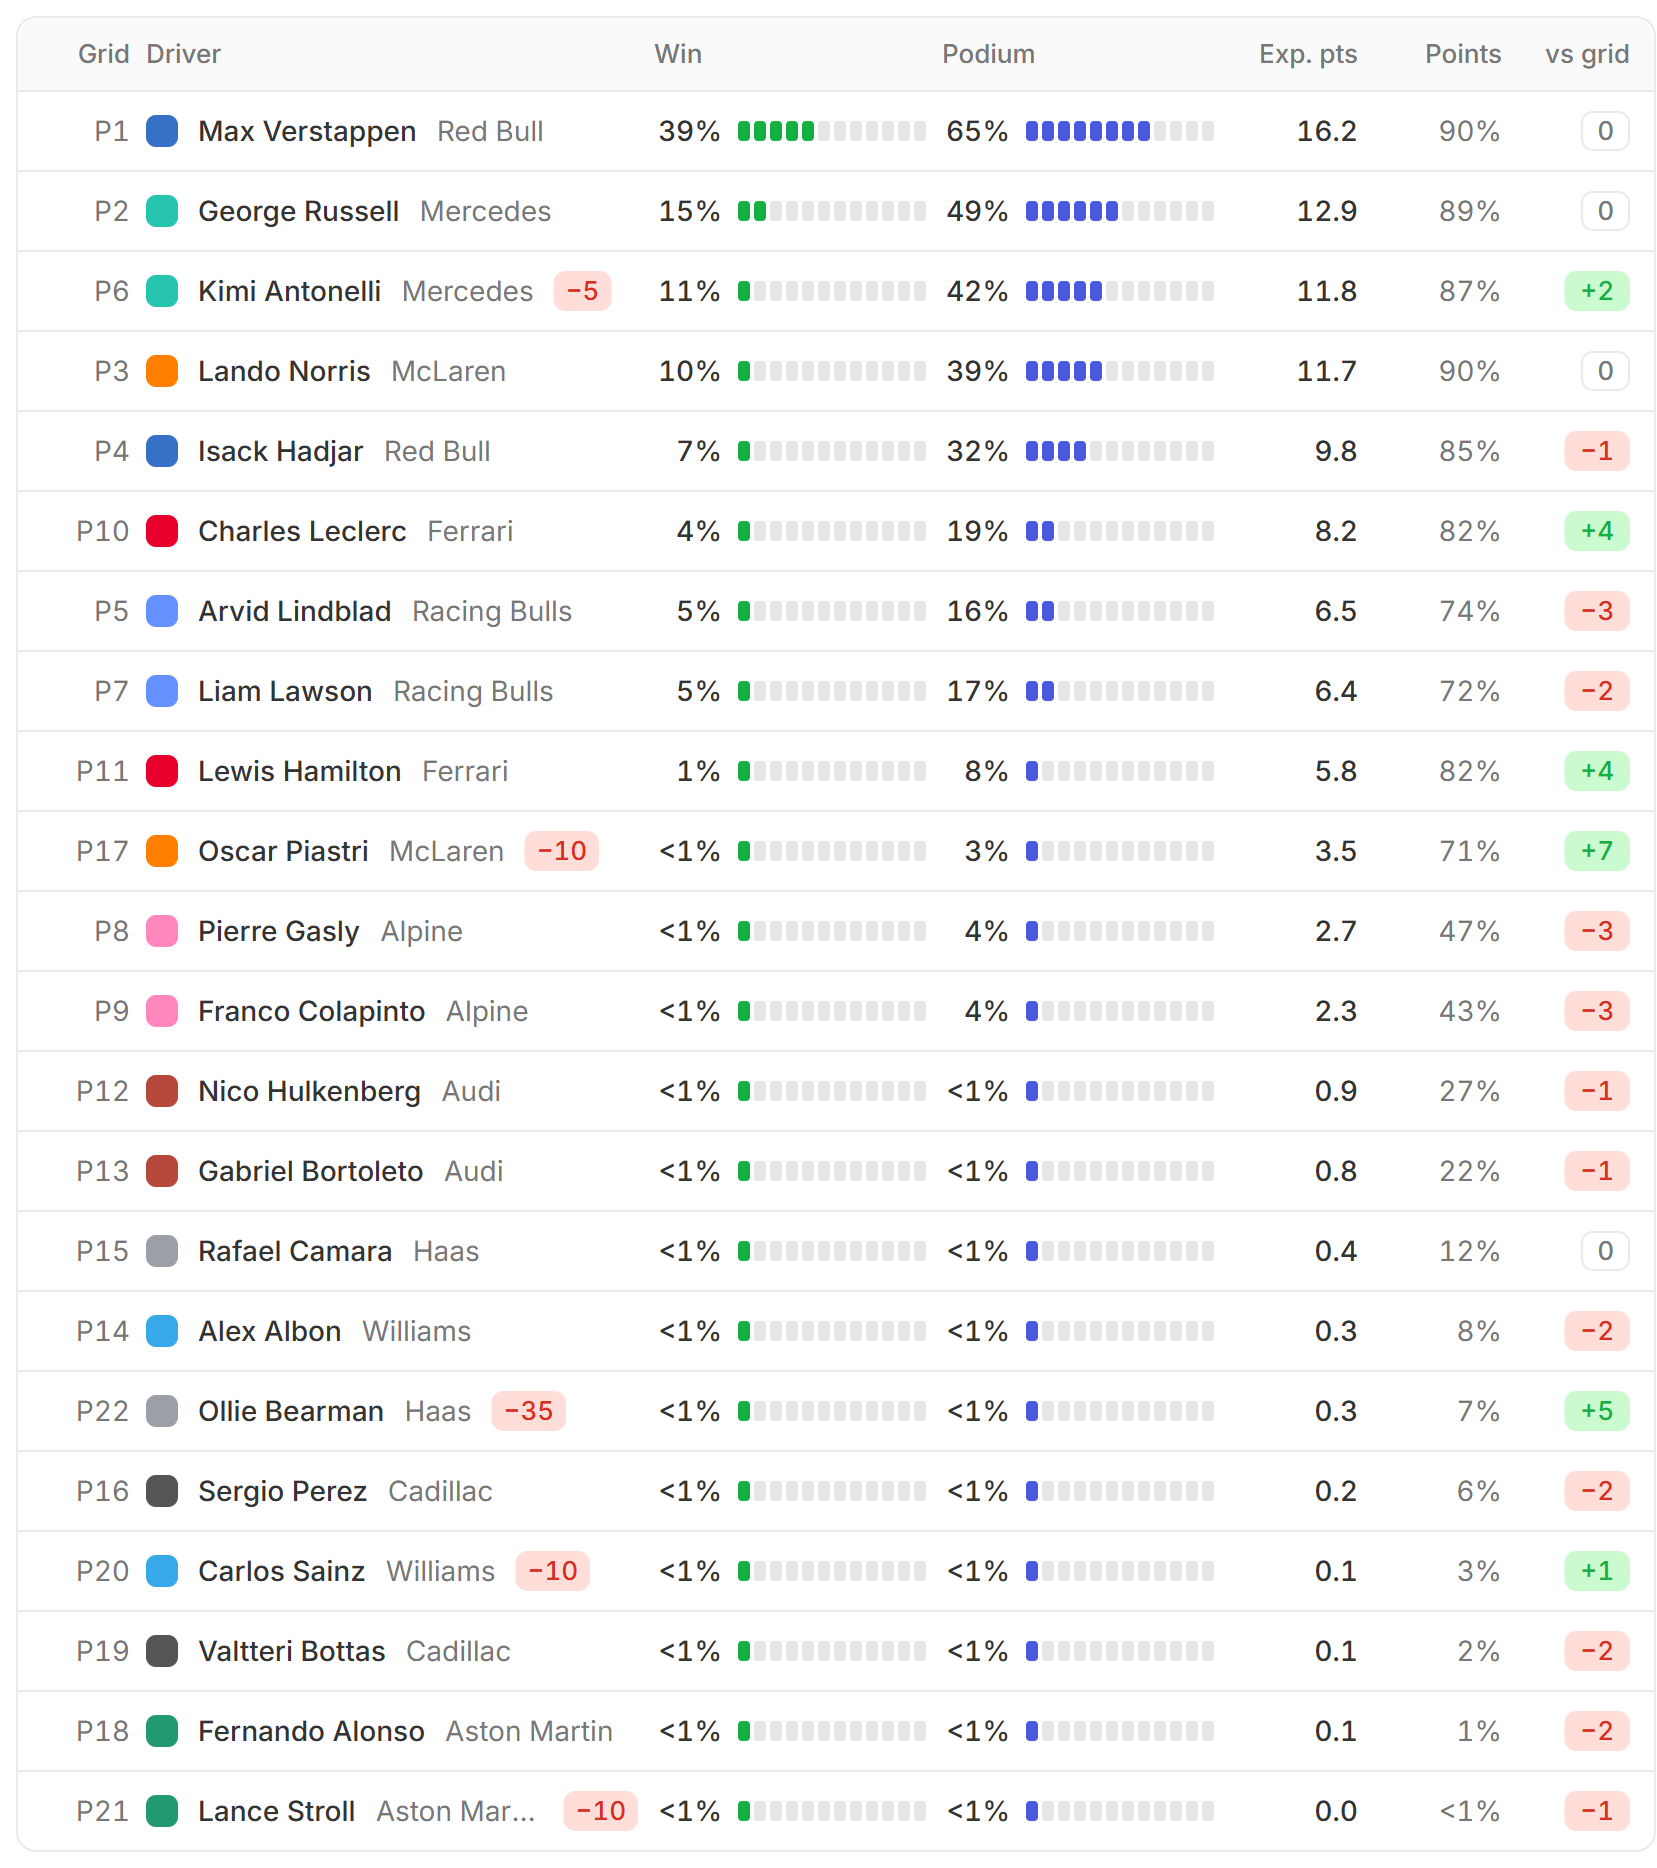 Grid Driver Win Podium Exp. pts Points vs grid
P1 Max Verstappen Red Bull 39% 65% 16.2 90% 0
P2 George Russell Mercedes 15% 49% 12.9 89% 0
P6 Kimi Antonelli Mercedes −5 11% 42% 11.8 87% +2
P3 Lando Norris McLaren 10% 39% 11.7 90% 0
P4 Isack Hadjar Red Bull 7% 32% 9.8 85% −1
P10 Charles Leclerc Ferrari 4% 19% 8.2 82% +4
P5 Arvid Lindblad Racing Bulls 5% 16% 6.5 74% −3
P7 Liam Lawson Racing Bulls 5% 17% 6.4 72% −2
P11 Lewis Hamilton Ferrari 1% 8% 5.8 82% +4
P17 Oscar Piastri McLaren −10 <1% 3% 3.5 71% +7
P8 Pierre Gasly Alpine <1% 4% 2.7 47% −3
P9 Franco Colapinto Alpine <1% 4% 2.3 43% −3
P12 Nico Hulkenberg Audi <1% <1% 0.9 27% −1
P13 Gabriel Bortoleto Audi <1% <1% 0.8 22% −1
P15 Rafael Camara Haas <1% <1% 0.4 12% 0
P14 Alex Albon Williams <1% <1% 0.3 8% −2
P22 Ollie Bearman Haas −35 <1% <1% 0.3 7% +5
P16 Sergio Perez Cadillac <1% <1% 0.2 6% −2
P20 Carlos Sainz Williams −10 <1% <1% 0.1 3% +1
P19 Valtteri Bottas Cadillac <1% <1% 0.1 2% −2
P18 Fernando Alonso Aston Martin <1% <1% 0.1 1% −2
P21 Lance Stroll Aston Mar... −10 <1% <1% 0.0 <1% −1